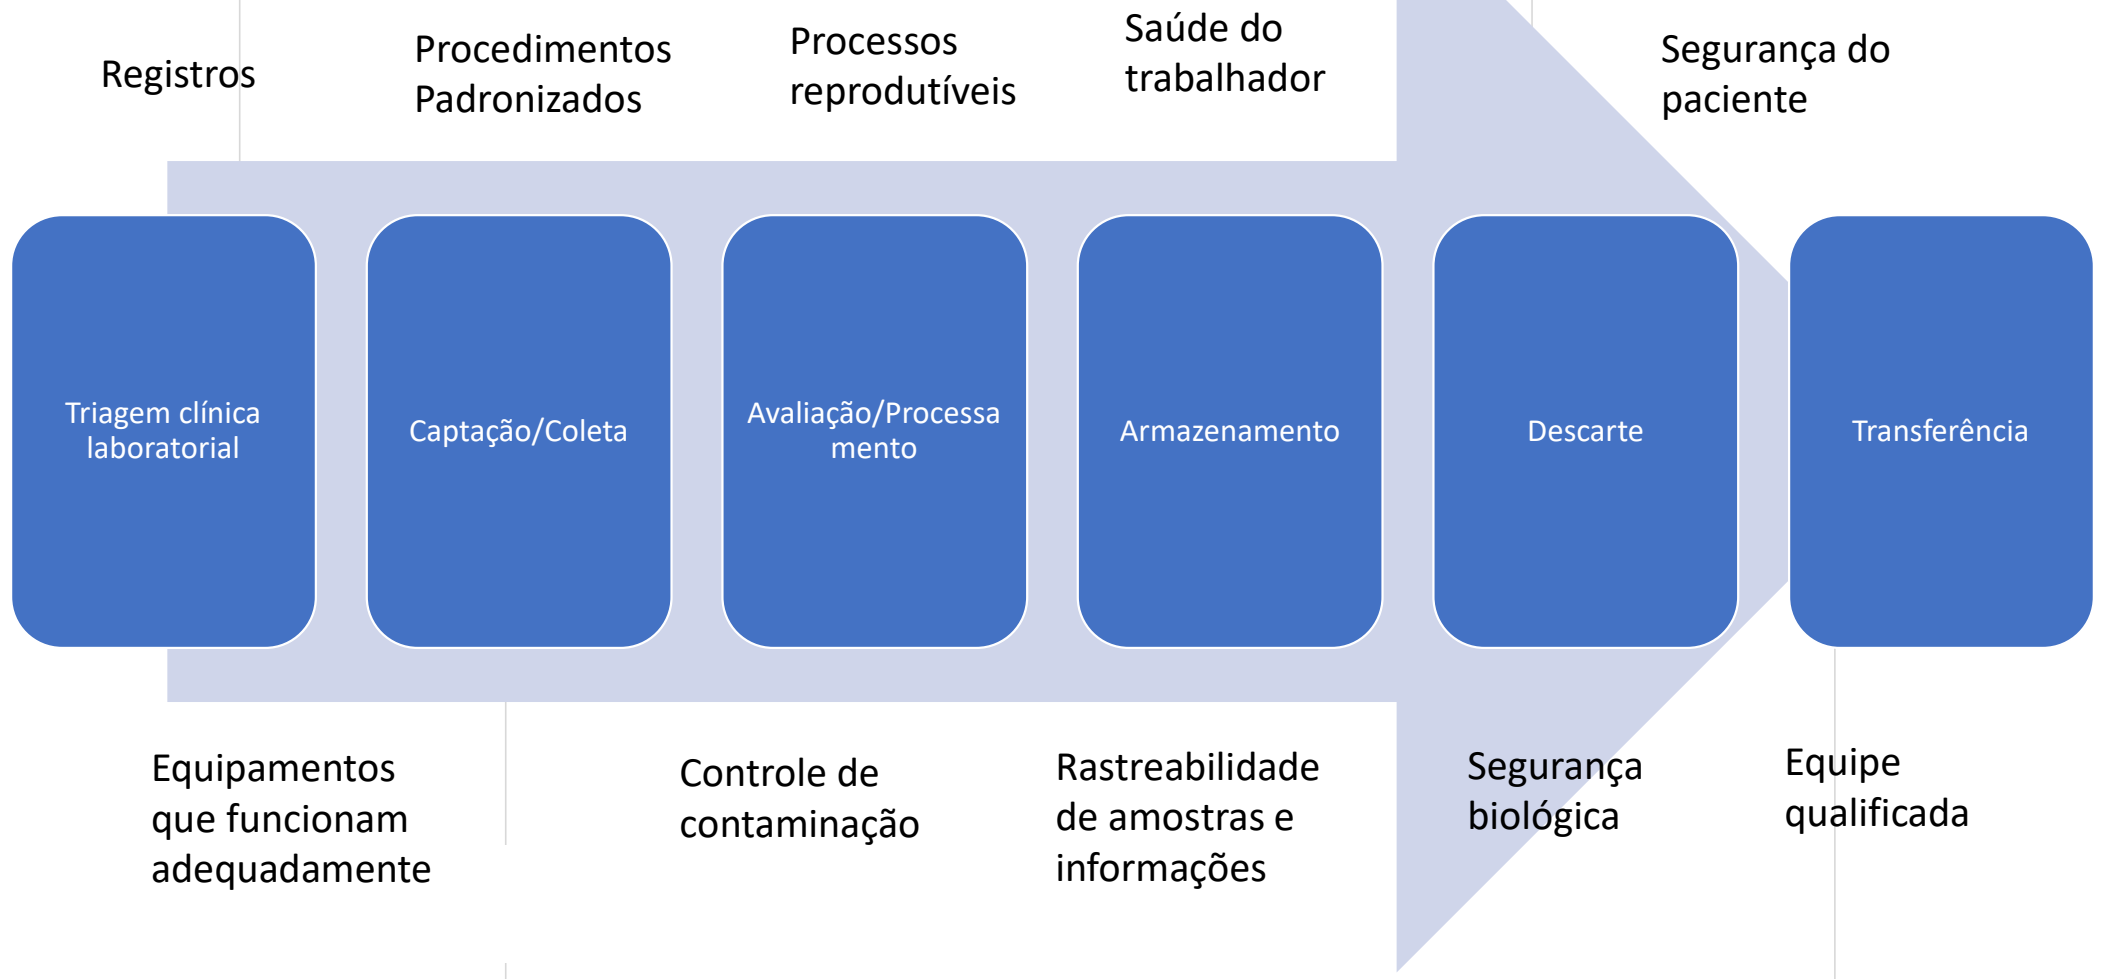 Registros
Procedimentos
Padronizados
Processos
reprodutíveis
Saúde do
trabalhador
Segurança do
paciente
Triagem clínica
laboratorial
Captação/Coleta
Avaliação/Processa
mento
Armazenamento
Descarte
Transferência
Equipamentos
que funcionam
adequadamente
Controle de
contaminação
Rastreabilidade
de amostras e
informações
Segurança
biológica
Equipe
qualificada